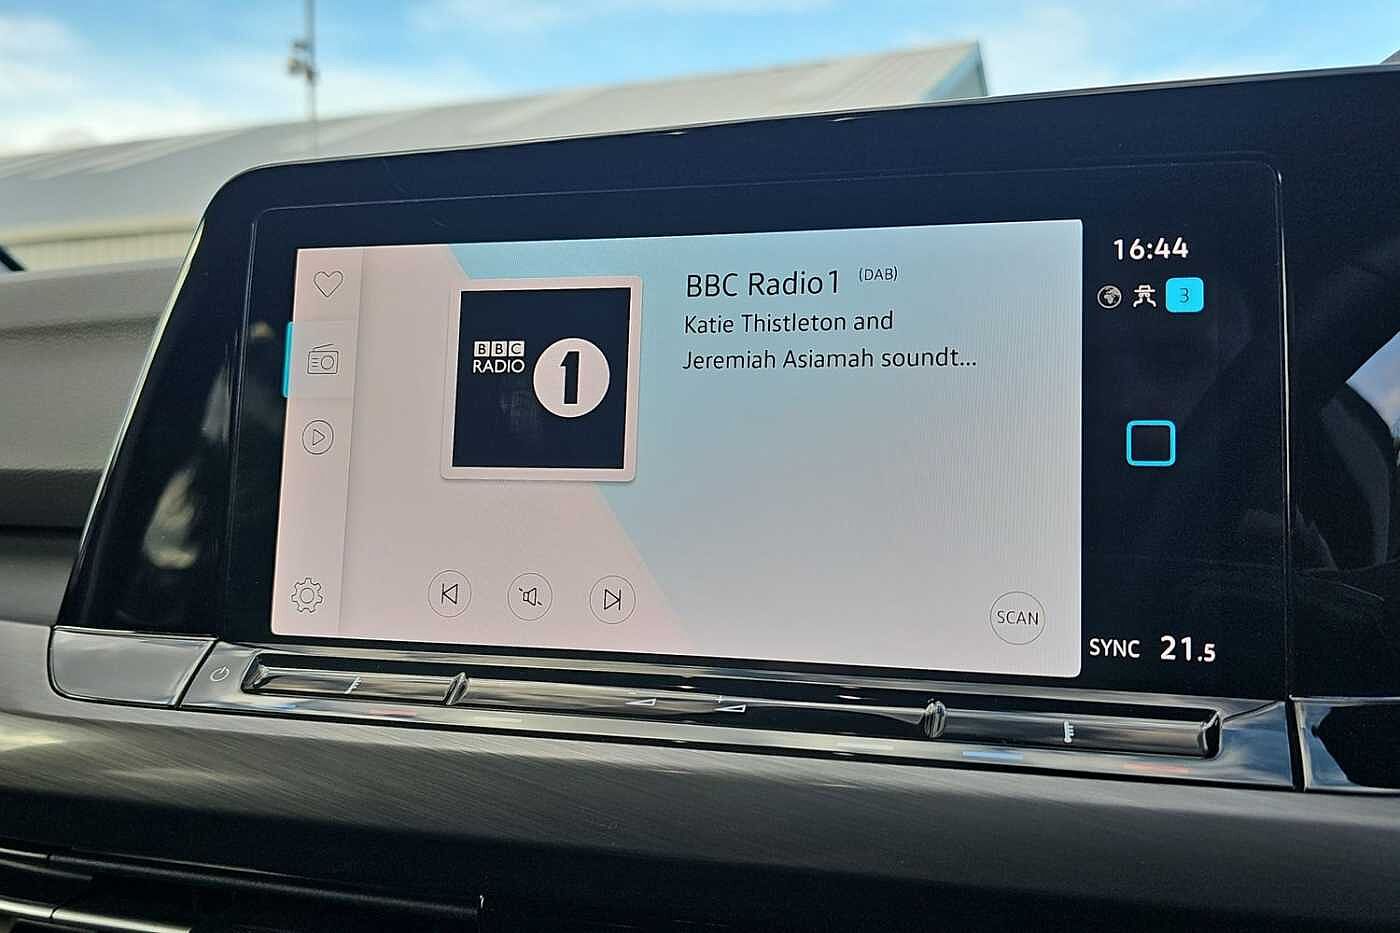 BBC Radio 1 (DAB)
Katie Thistleton and
Jeremiah Asiamah soundt...
BBC
RADIO
1
SCAN
16:44
3
SYNC 21.5